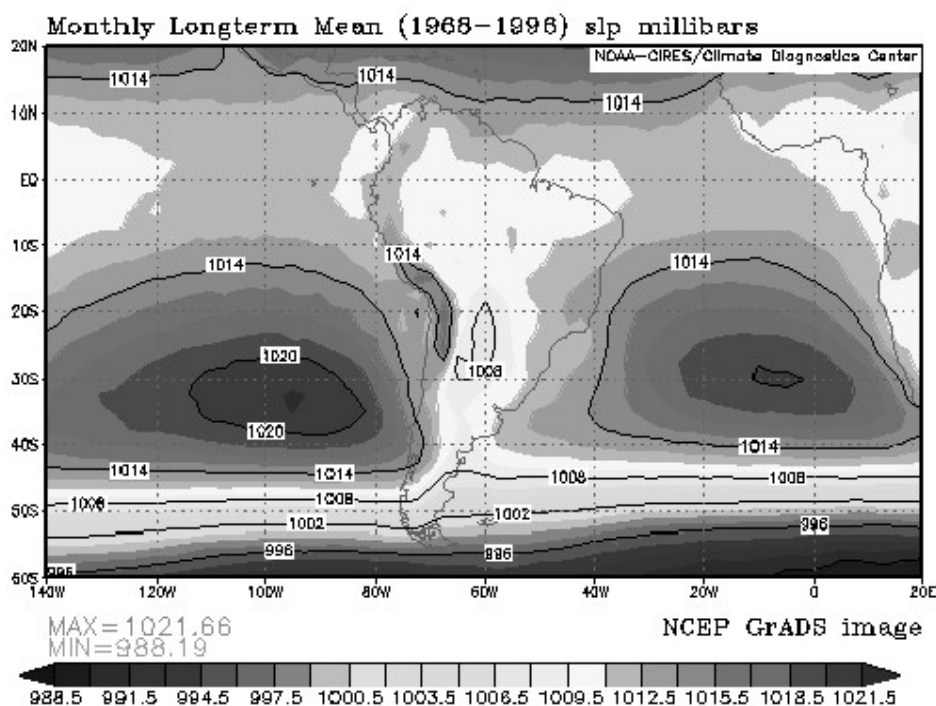 Monthly Longterm Mean (1968-1996) slp millibars
NOAA-CIRES/Climate Diagnostics Center
20N
10N
EQ
10S
20S
30S
40S
50S
60S
1014
1014
1014
1014
1014
1014
1020
1020
1008
1014
1014
1014
1008
1008
1008
1008
1002
1002
996
996
996
996
140W
120W
100W
80W
60W
40W
20W
0
20E
MAX=1021.66
MIN=988.19
NCEP GrADS image
988.5 991.5 994.5 997.5 1000.5 1003.5 1006.5 1009.5 1012.5 1015.5 1018.5 1021.5